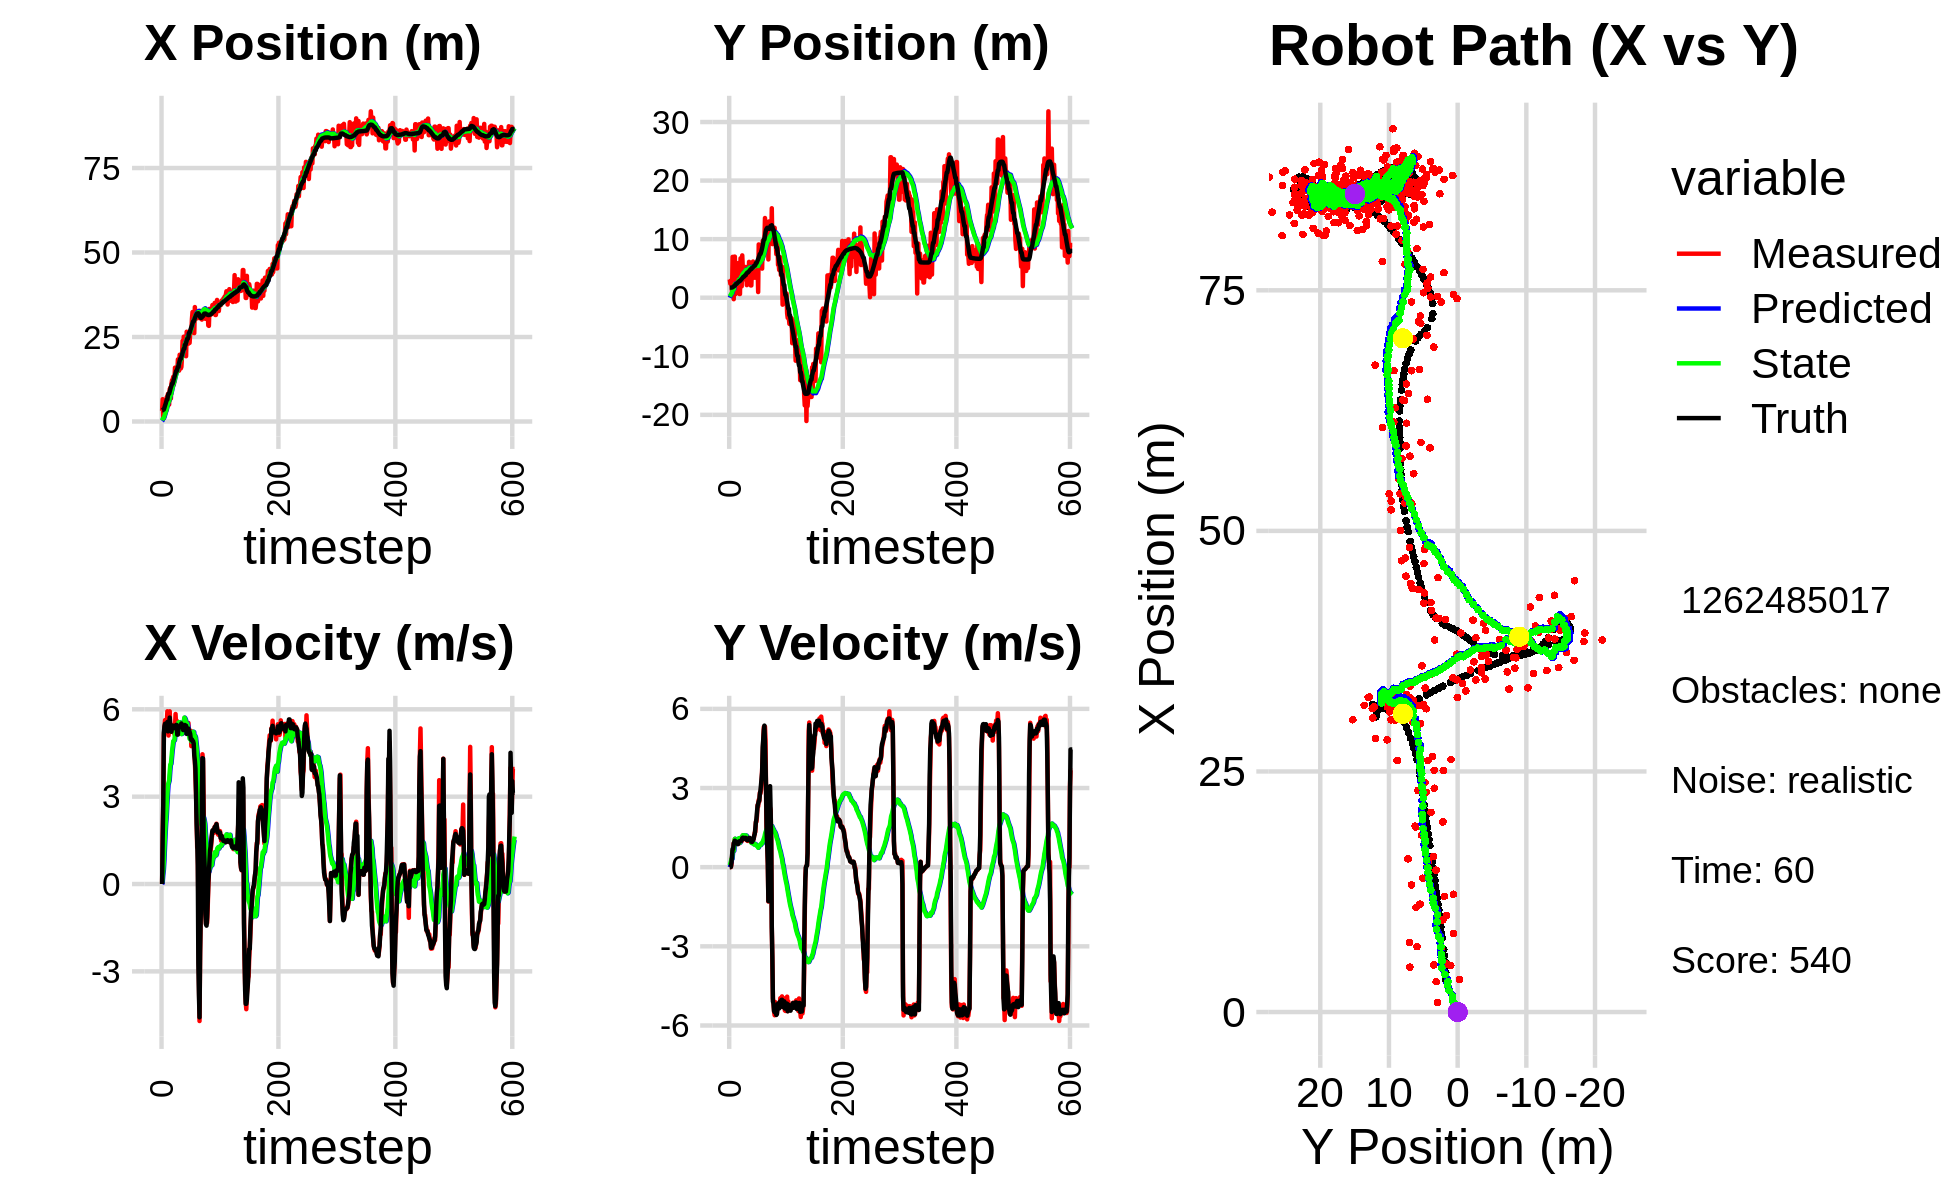 X Position (m)
75
50
25
0
0
200
400
600
timestep
Y Position (m)
30
20
10
0
-10
-20
0
200
400
600
timestep
X Velocity (m/s)
6
3
0
-3
0
200
400
600
timestep
Y Velocity (m/s)
6
3
0
-3
-6
0
200
400
600
timestep
Robot Path (X vs Y)
X Position (m)
75
50
25
0
20 10 0 -10 -20
Y Position (m)
variable
Measured
Predicted
State
Truth
1262485017
Obstacles: none
Noise: realistic
Time: 60
Score: 540